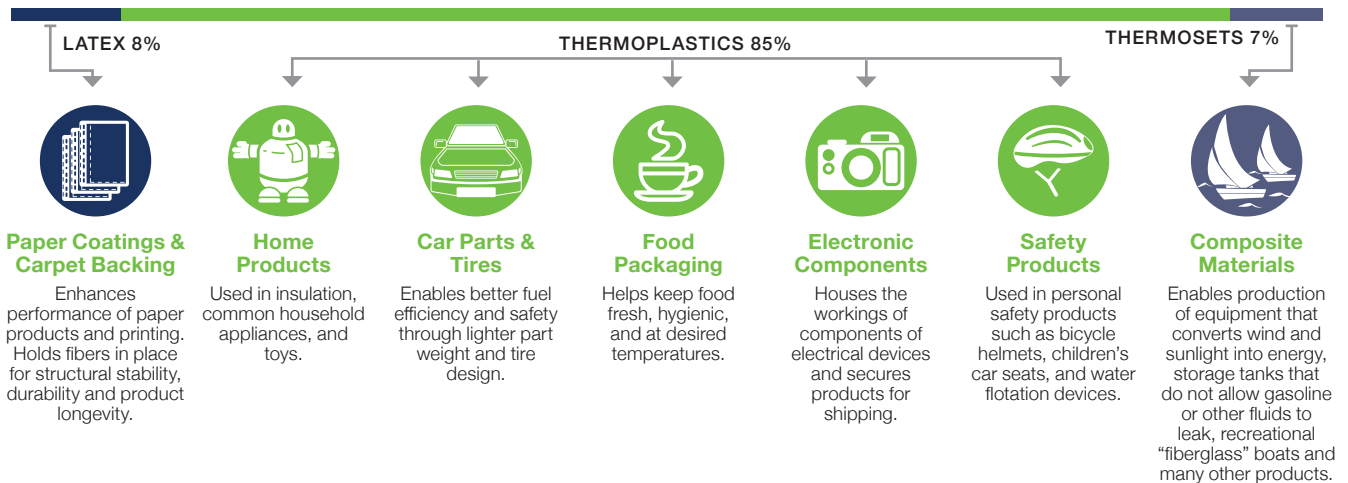 LATEX 8%
THERMOPLASTICS 85%
THERMOSETS 7%
Paper Coatings &
Carpet Backing
Enhances
performance of paper
products and printing.
Holds fibers in place
for structural stability,
durability and product
longevity.
Home
Products
Used in insulation,
common household
appliances, and
toys.
Car Parts &
Tires
Enables better fuel
efficiency and safety
through lighter part
weight and tire
design.
Food
Packaging
Helps keep food
fresh, hygienic,
and at desired
temperatures.
Electronic
Components
Houses the
workings of
components of
electrical devices
and secures
products for
shipping.
Safety
Products
Used in personal
safety products
such as bicycle
helmets, children’s
car seats, and water
flotation devices.
Composite
Materials
Enables production
of equipment that
converts wind and
sunlight into energy,
storage tanks that
do not allow gasoline
or other fluids to
leak, recreational
“fiberglass” boats and
many other products.